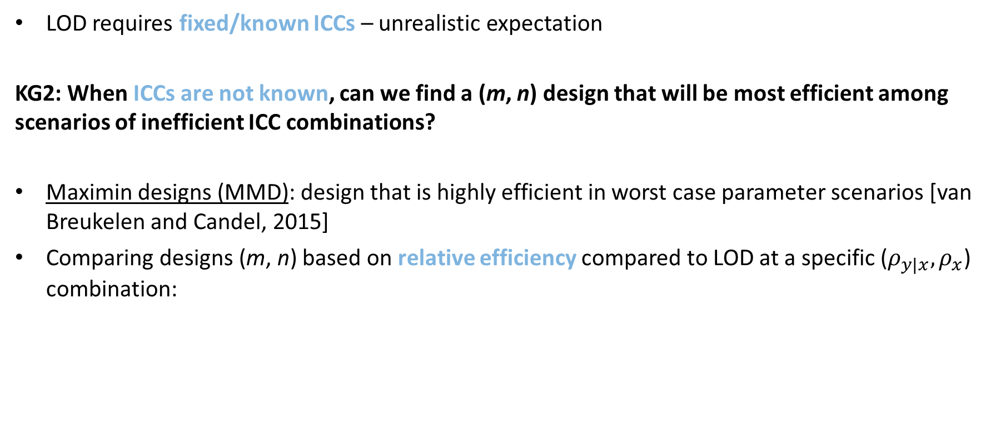 • LOD requires fixed/known ICCs – unrealistic expectation
KG2: When ICCs are not known, can we find a (m, n) design that will be most efficient among
scenarios of inefficient ICC combinations?
• Maximin designs (MMD): design that is highly efficient in worst case parameter scenarios [van
Breukelen and Candel, 2015]
• Comparing designs (m, n) based on relative efficiency compared to LOD at a specific (ρ_{y|x}, ρ_x)
combination: